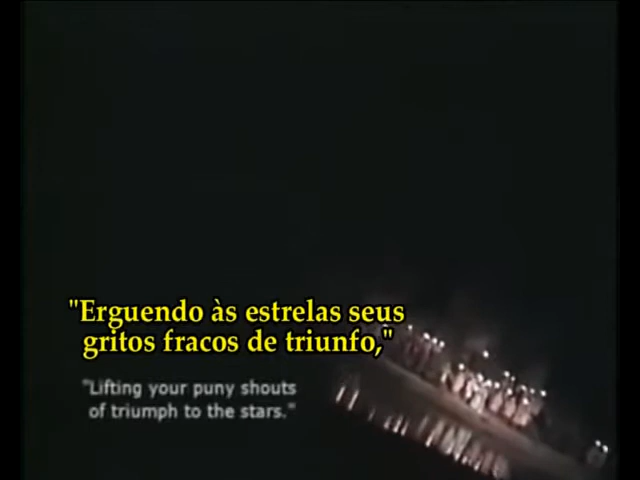 "Erguendo às estrelas seus
gritos fracos de triunfo,"
"Lifting your puny shouts
of triumph to the stars."